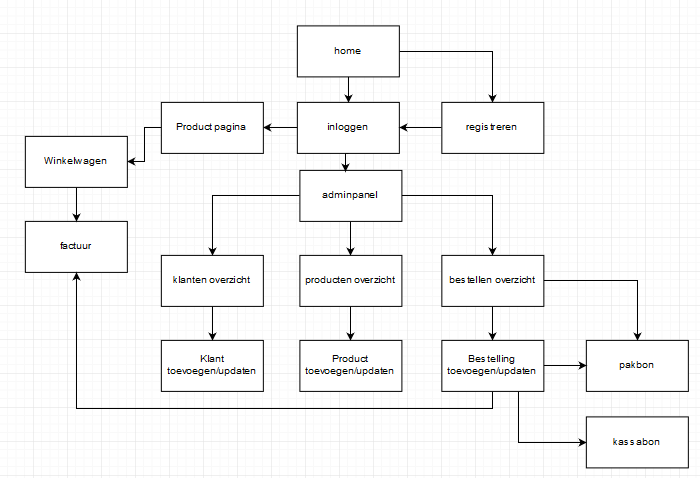 home
Product pagina
inloggen
registreren
Winkelwagen
adminpanel
factuur
klanten overzicht
producten overzicht
bestellen overzicht
Klant
toevoegen/updaten
Product
toevoegen/updaten
Bestelling
toevoegen/updaten
pakbon
kassabon